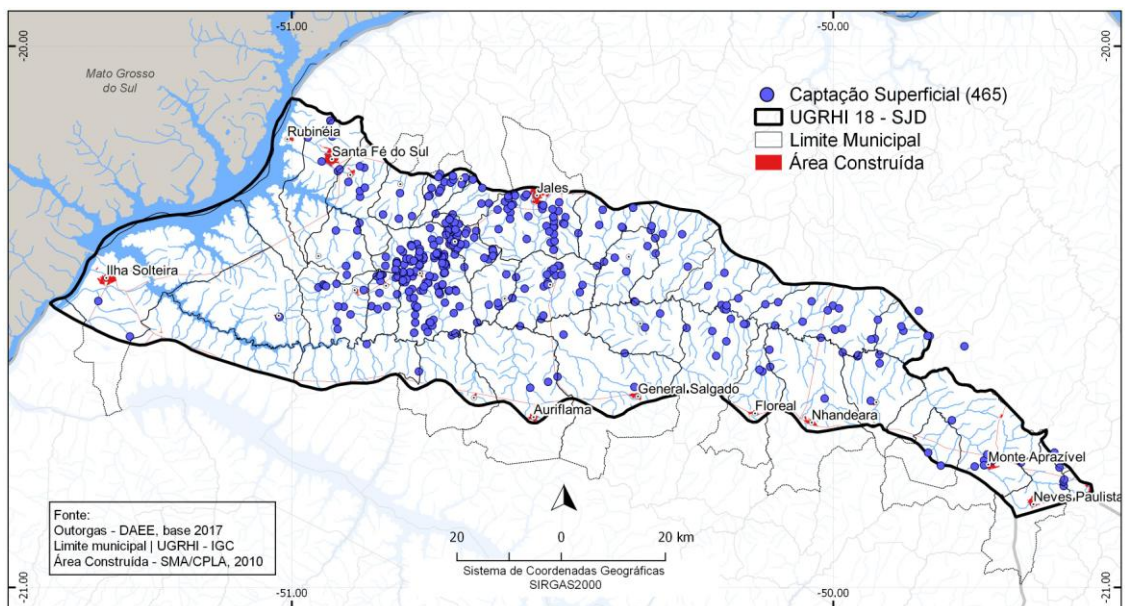 -51.00
-50.00
-20.00
-20.00
Mato Grosso
do Sul
Captação Superficial (465)
UGRHI 18 - SJD
Limite Municipal
Área Construída
Rubinéia
Santa Fé do Sul
Jales
Ilha Solteira
General Salgado
Auriflama
Floreal
Nhandeara
Monte Aprazível
Neves Paulista
Fonte:
Outorgas - DAEE, base 2017
Limite municipal | UGRHI - IGC
Área Construída - SMA/CPLA, 2010
20 0 20 km
Sistema de Coordenadas Geográficas
SIRGAS2000
-21.00
-21.00
-51.00
-50.00